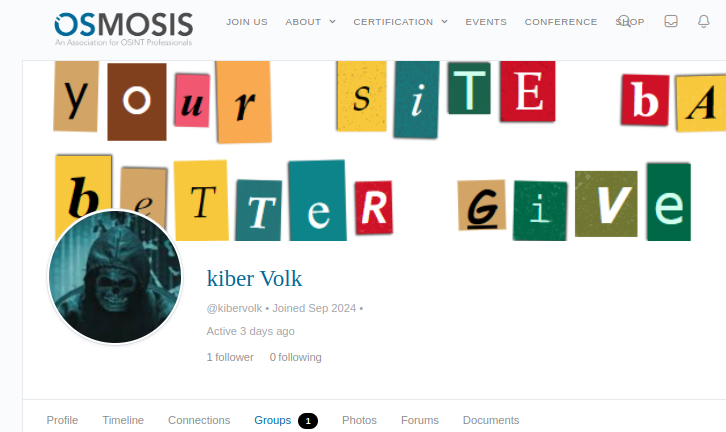 OSMOSIS
An Association for OSINT Professionals
JOIN US ABOUT CERTIFICATION EVENTS CONFERENCE SHOP
your siTE bA
beTTER Give
kiber Volk
@kibervolk • Joined Sep 2024 •
Active 3 days ago
1 follower 0 following
Profile Timeline Connections Groups 1 Photos Forums Documents